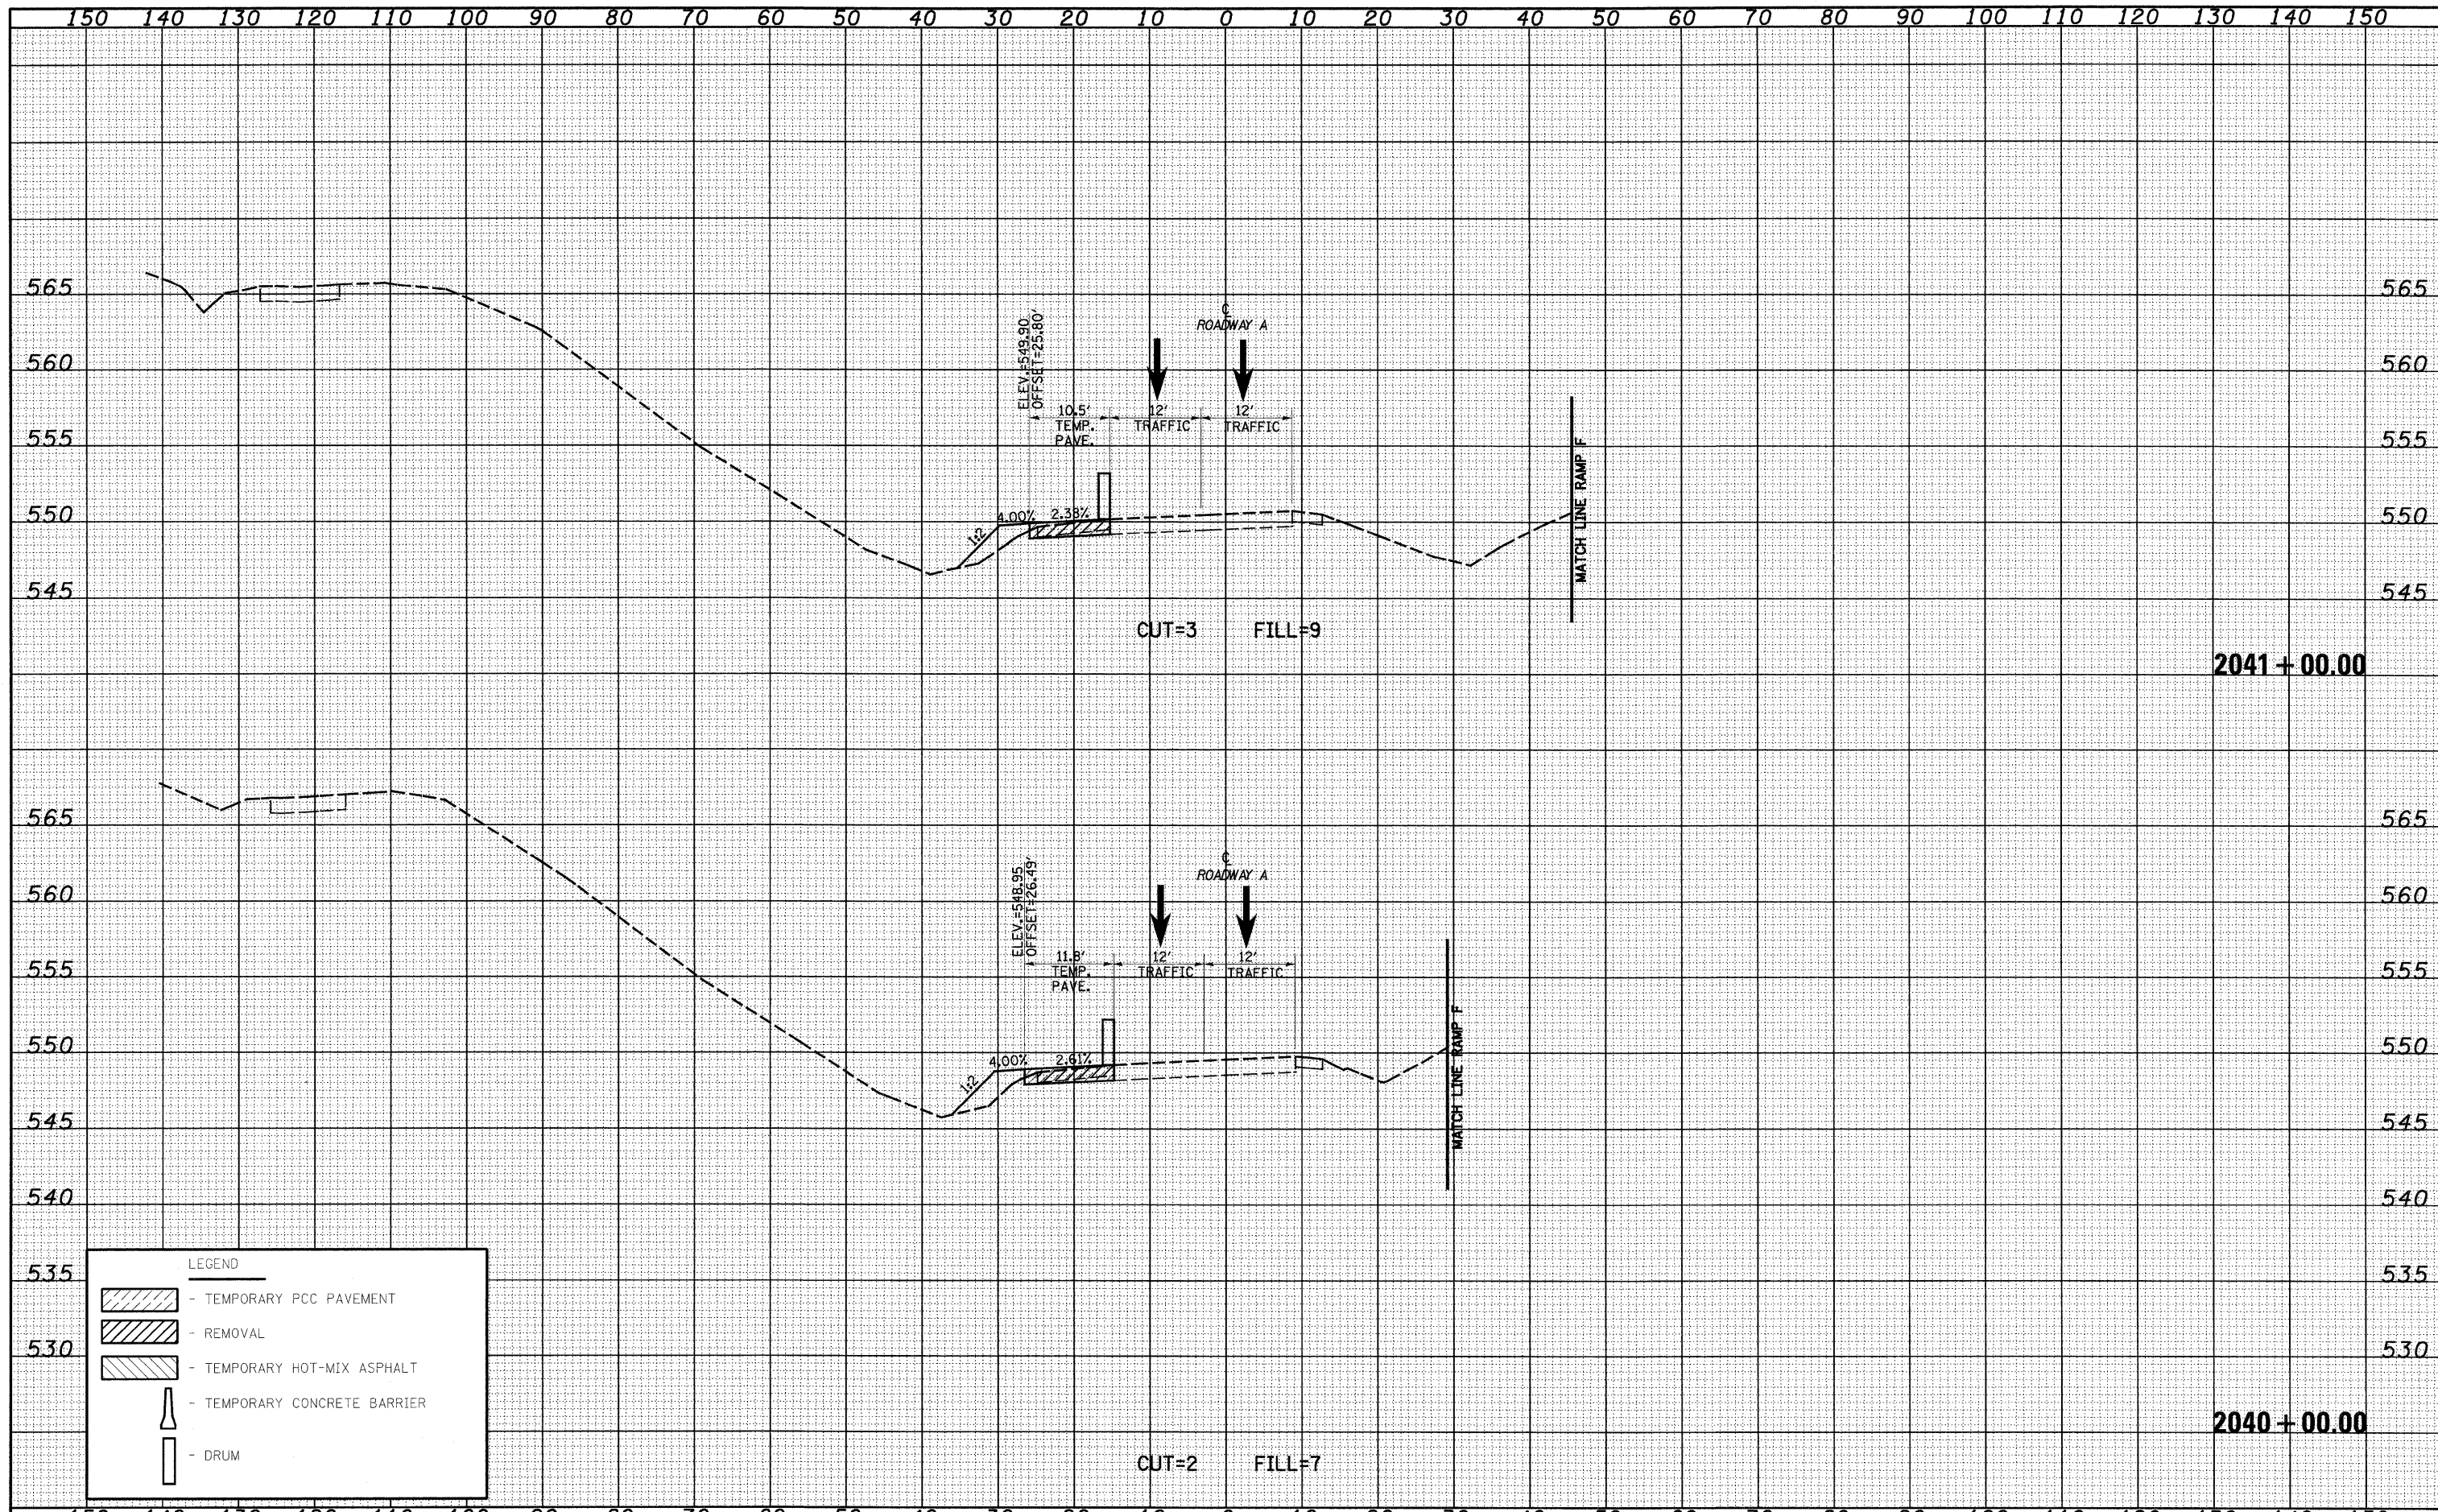 150 140 130 120 110 100 90 80 70 60 50 40 30 20 10 0 10 20 30 40 50 60 70 80 90 100 110 120 130 140 150
565 565
℄
ROADWAY A
ELEV.=549.90
OFFSET=25.80'
560 560
10.5' 12' 12'
TEMP. TRAFFIC TRAFFIC
PAVE.
555 555
MATCH LINE RAMP F
550 550
4.00% 2.38%
1:2
545 545
CUT=3 FILL=9
2041+00.00
565 565
℄
ROADWAY A
ELEV.=548.95
OFFSET=26.49'
560 560
11.8' 12' 12'
TEMP. TRAFFIC TRAFFIC
PAVE.
555 555
MATCH LINE RAMP F
550 550
4.00% 2.61%
1:2
545 545
540 540
535 535
530 530
LEGEND
- TEMPORARY PCC PAVEMENT
- REMOVAL
- TEMPORARY HOT-MIX ASPHALT
- TEMPORARY CONCRETE BARRIER
- DRUM
2040+00.00
CUT=2 FILL=7